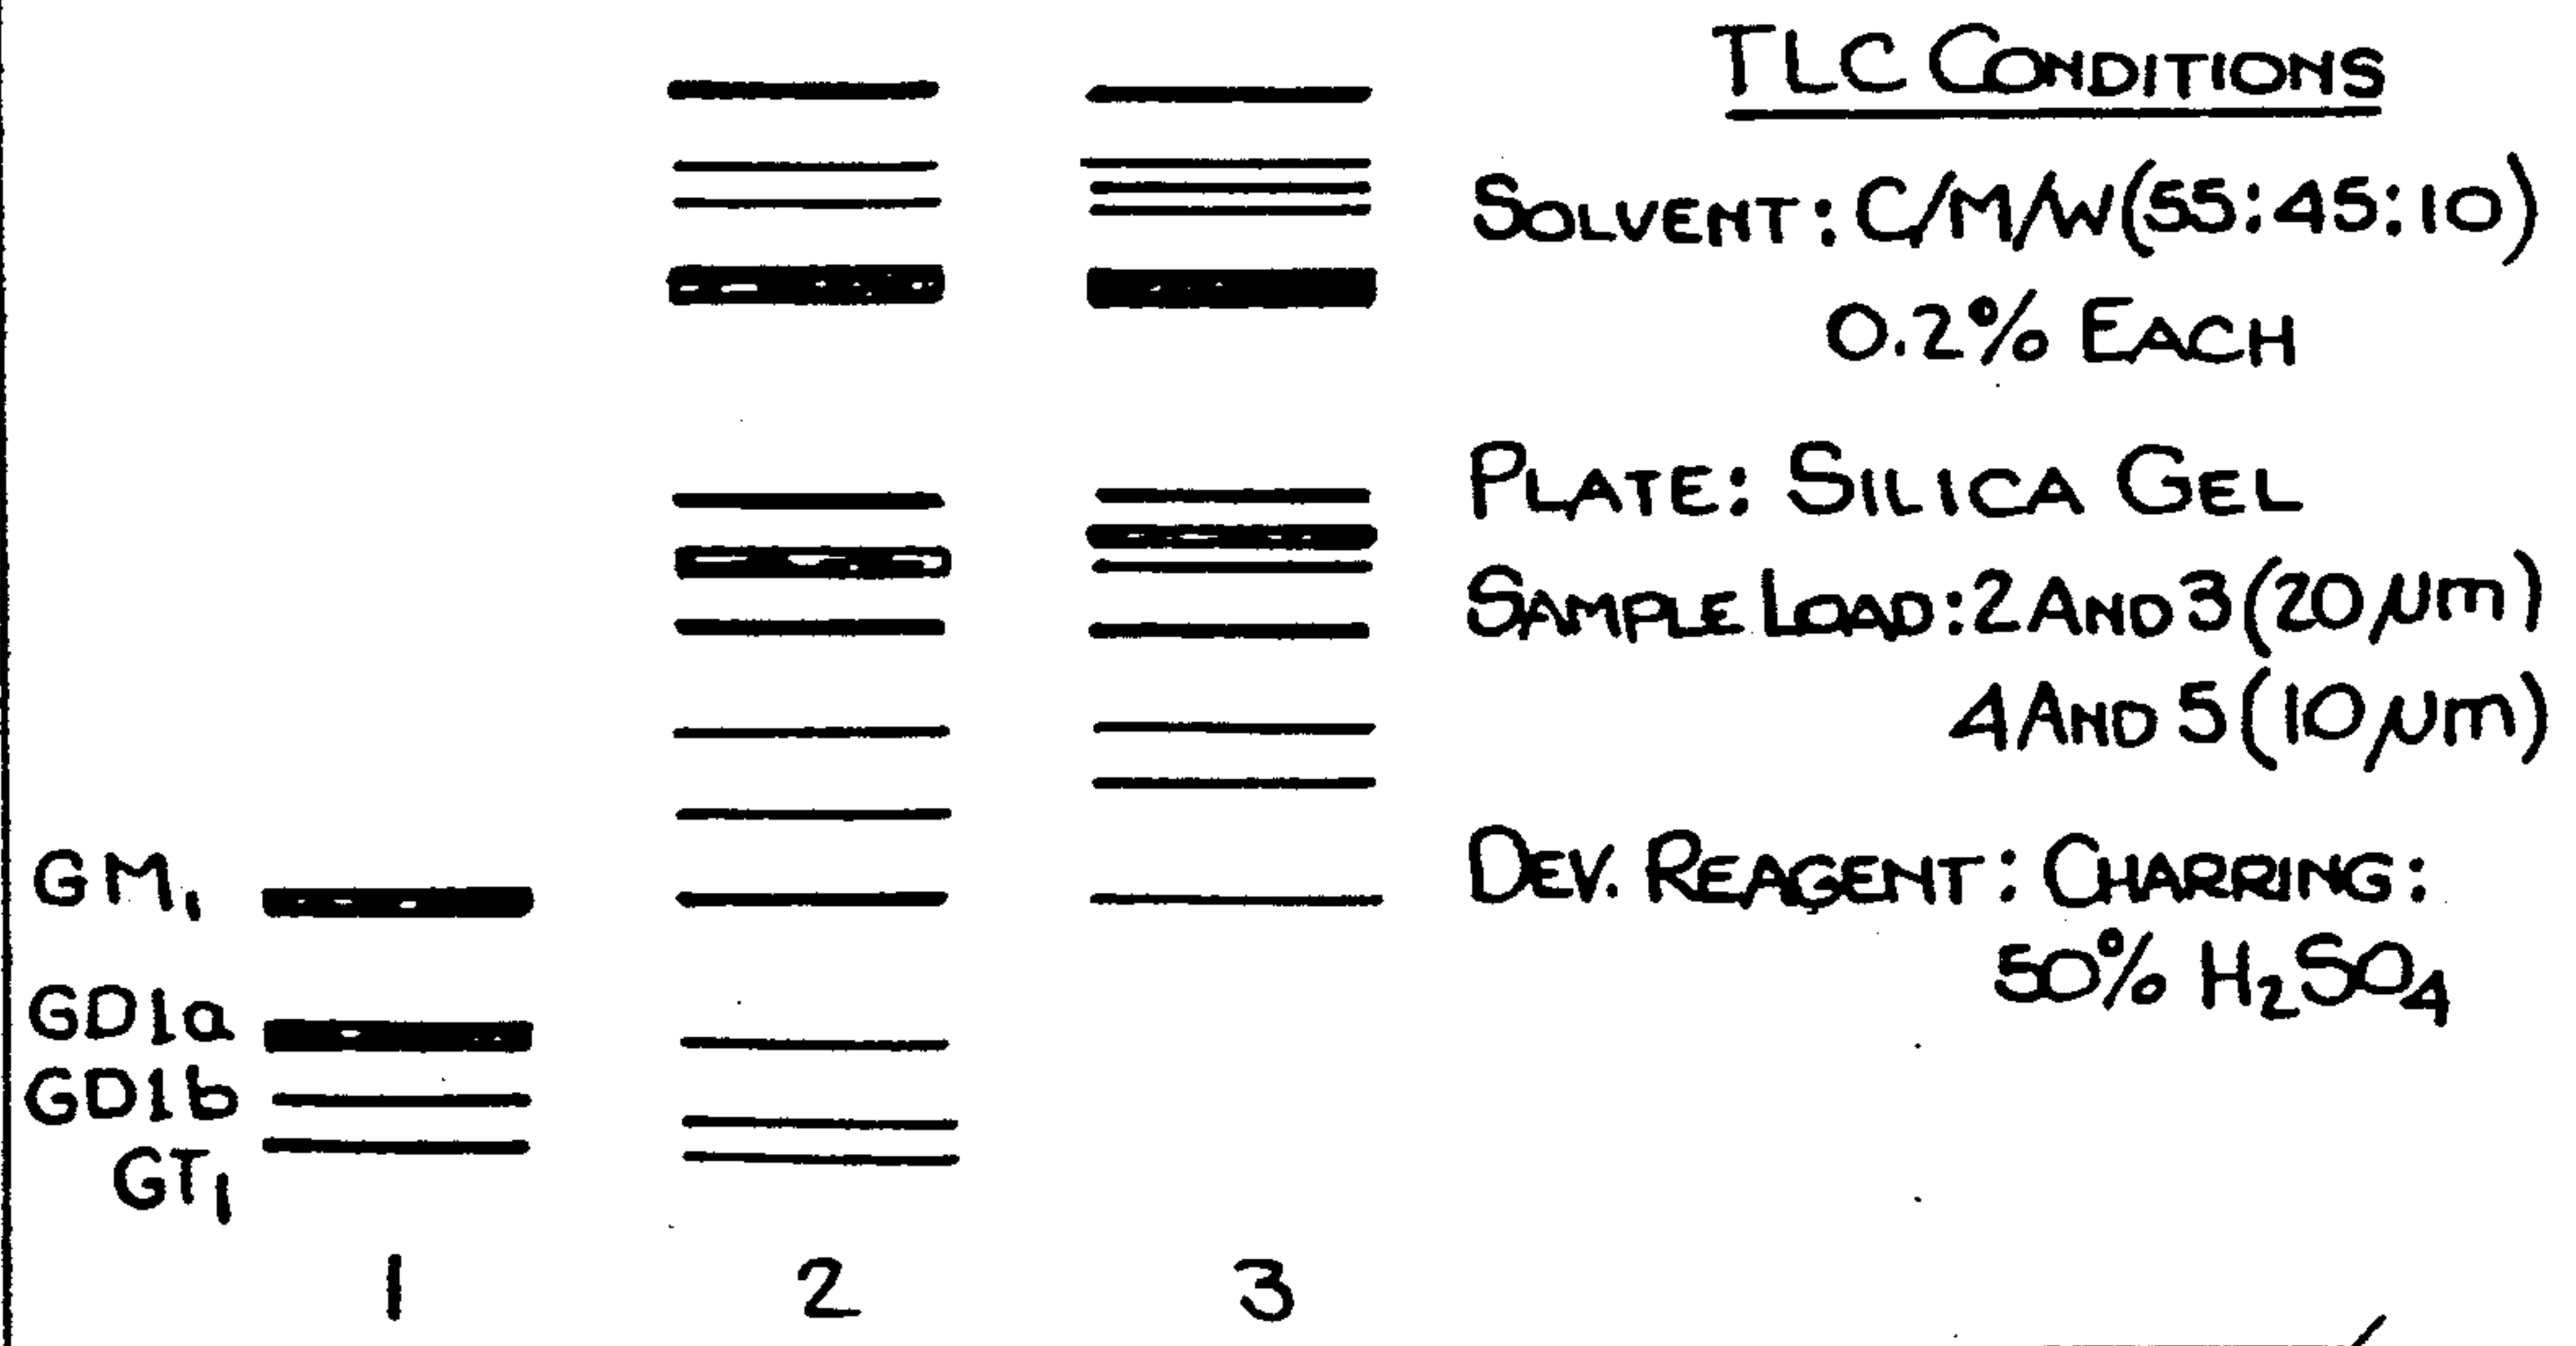 TLC CONDITIONS
SOLVENT: C/M/W(55:45:10)
0.2% EACH
PLATE: SILICA GEL
SAMPLE LOAD: 2 AND 3 (20 μm)
4 AND 5 (10 μm)
DEV. REAGENT: CHARRING:
50% H₂SO₄
GM₁
GD1a
GD1b
GT₁
1 2 3